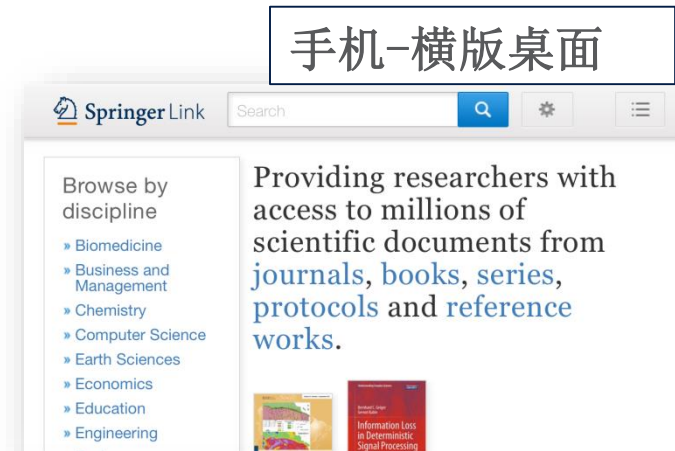 手机-横版桌面
Springer Link
Search
Browse by
discipline
» Biomedicine
» Business and
Management
» Chemistry
» Computer Science
» Earth Sciences
» Economics
» Education
» Engineering
Providing researchers with
access to millions of
scientific documents from
journals, books, series,
protocols and reference
works.
Information Loss
in Deterministic
Signal Processing